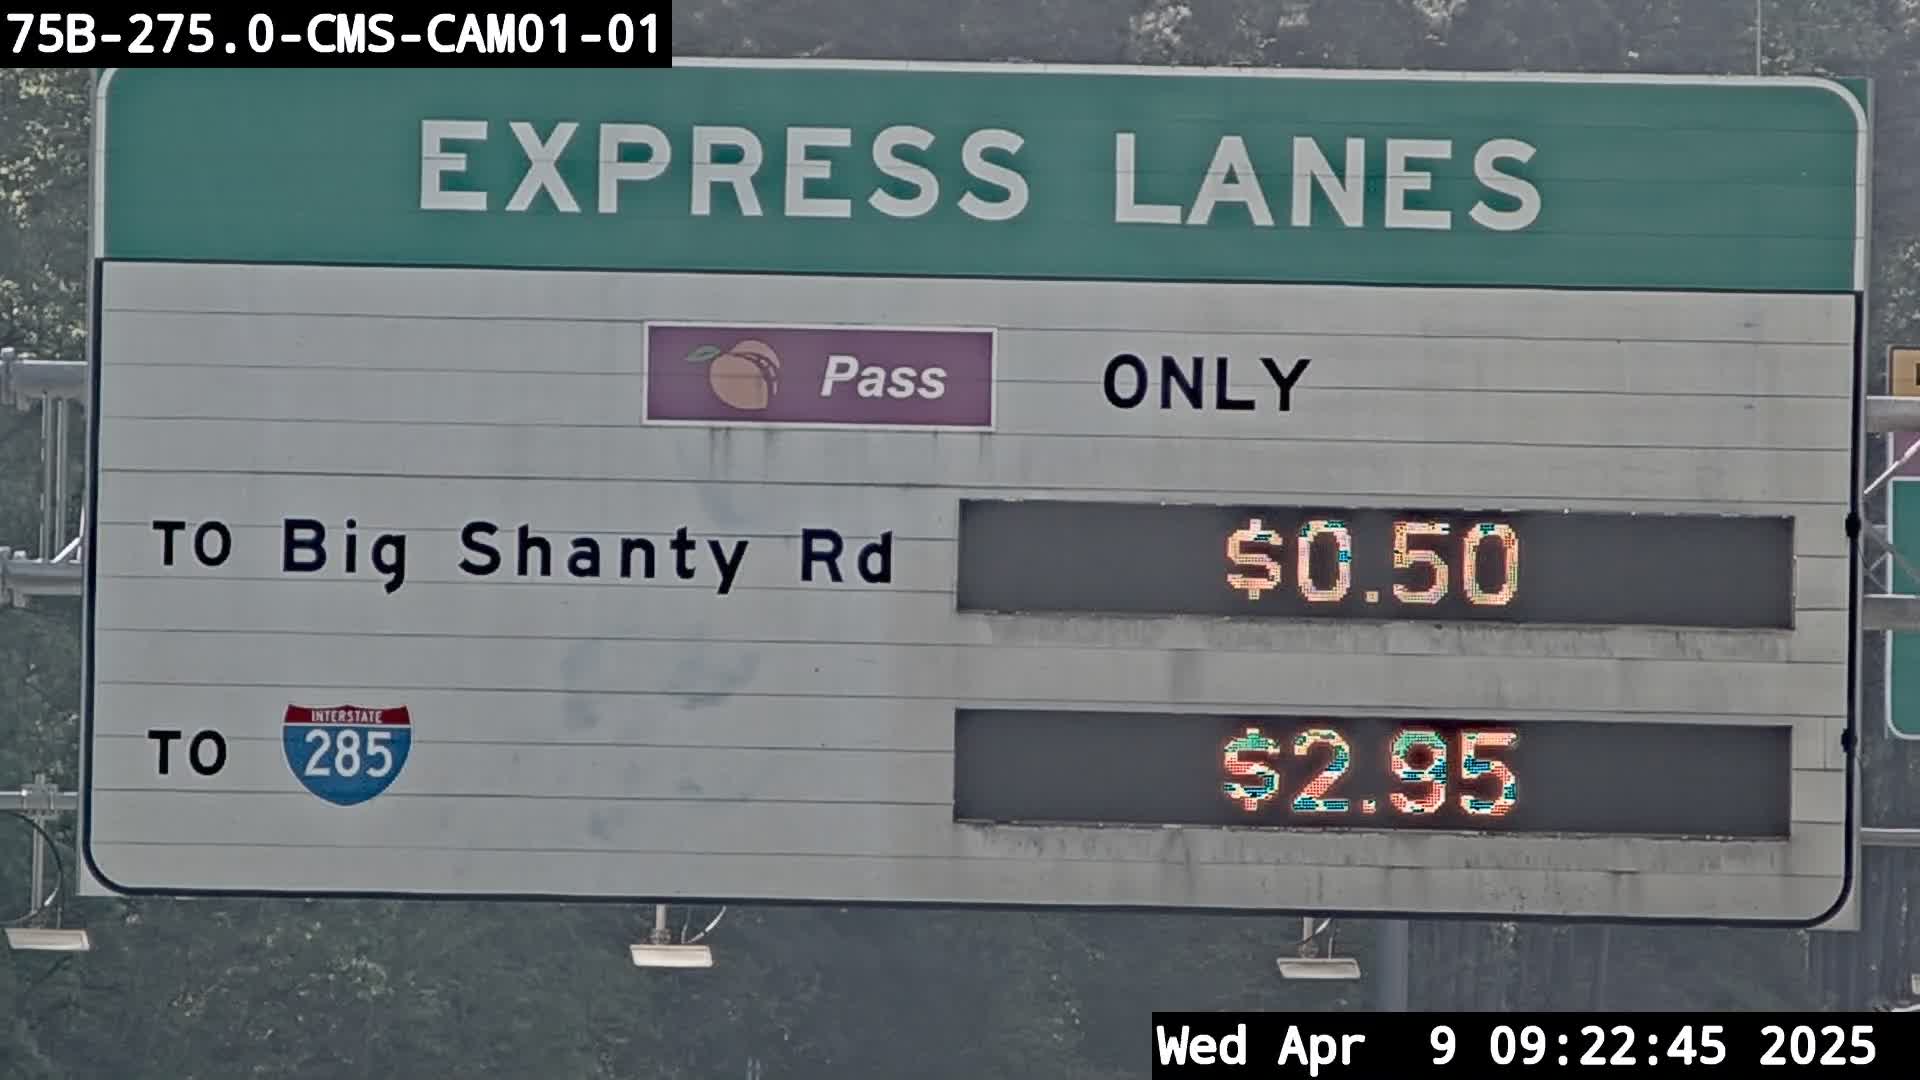 75B-275.0-CMS-CAM01-01
EXPRESS LANES
Pass ONLY
TO Big Shanty Rd $0.50
TO INTERSTATE 285 $2.95
Wed Apr 9 09:22:45 2025